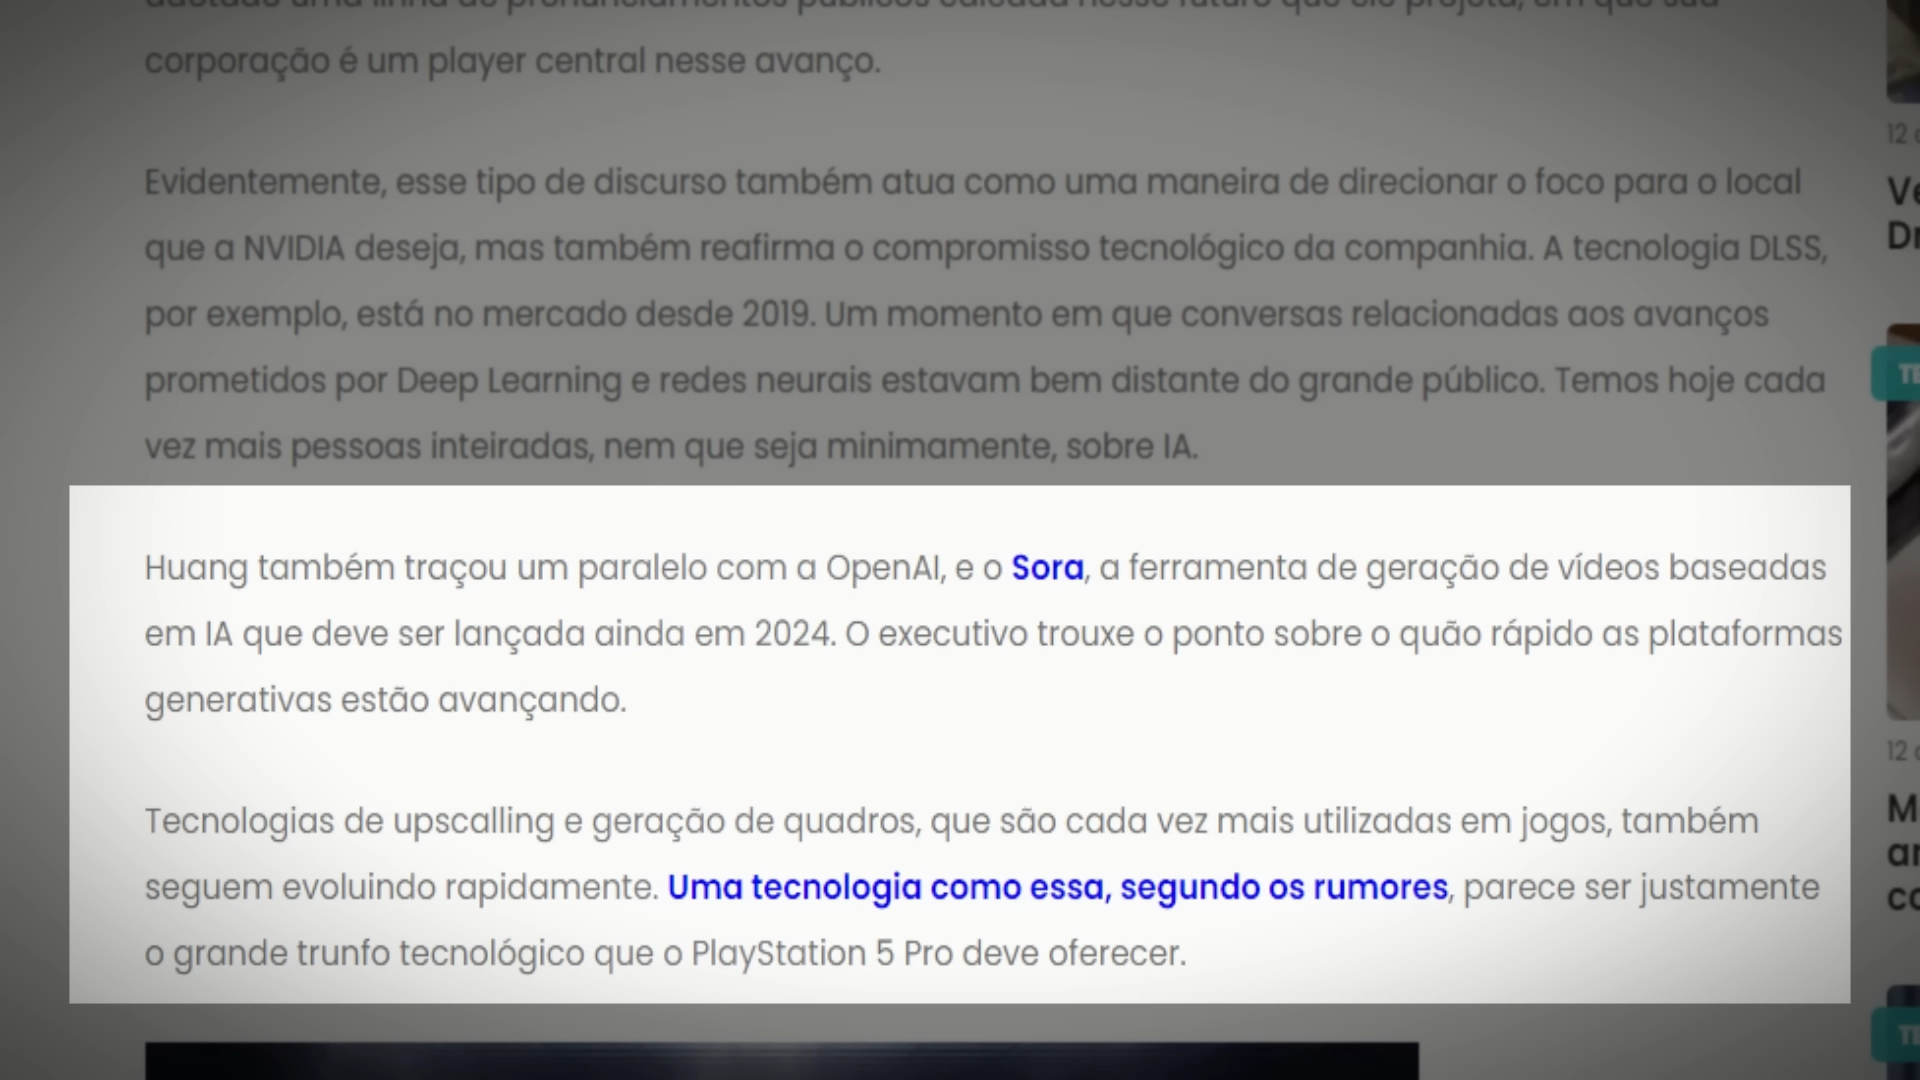 corporação é um player central nesse avanço.
Evidentemente, esse tipo de discurso também atua como uma maneira de direcionar o foco para o local
que a NVIDIA deseja, mas também reafirma o compromisso tecnológico da companhia. A tecnologia DLSS,
por exemplo, está no mercado desde 2019. Um momento em que conversas relacionadas aos avanços
prometidos por Deep Learning e redes neurais estavam bem distante do grande público. Temos hoje cada
vez mais pessoas inteiradas, nem que seja minimamente, sobre IA.
Huang também traçou um paralelo com a OpenAI, e o Sora, a ferramenta de geração de vídeos baseadas
em IA que deve ser lançada ainda em 2024. O executivo trouxe o ponto sobre o quão rápido as plataformas
generativas estão avançando.
Tecnologias de upscalling e geração de quadros, que são cada vez mais utilizadas em jogos, também
seguem evoluindo rapidamente. Uma tecnologia como essa, segundo os rumores, parece ser justamente
o grande trunfo tecnológico que o PlayStation 5 Pro deve oferecer.
12
12